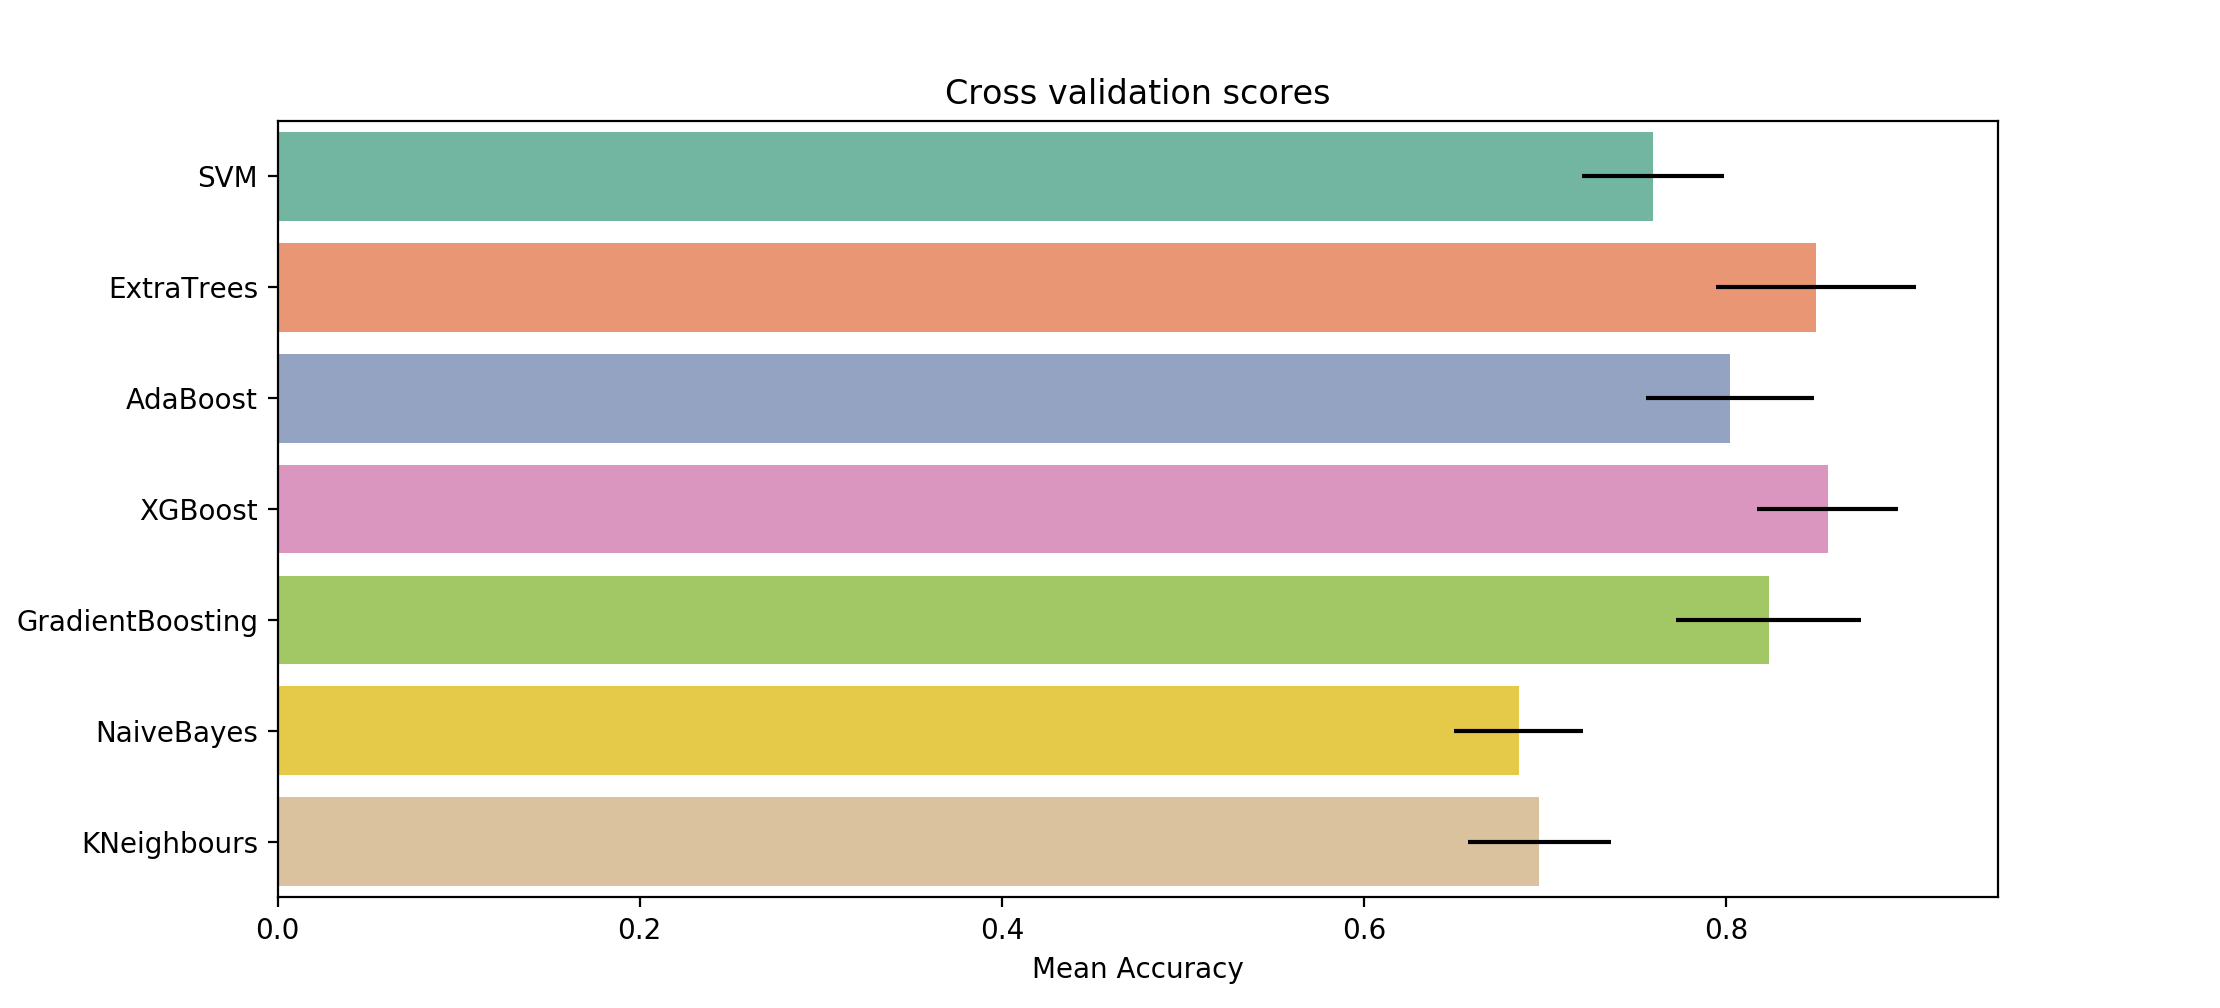 Cross validation scores
SVM
ExtraTrees
AdaBoost
XGBoost
GradientBoosting
NaiveBayes
KNeighbours
0.0 0.2 0.4 0.6 0.8
Mean Accuracy